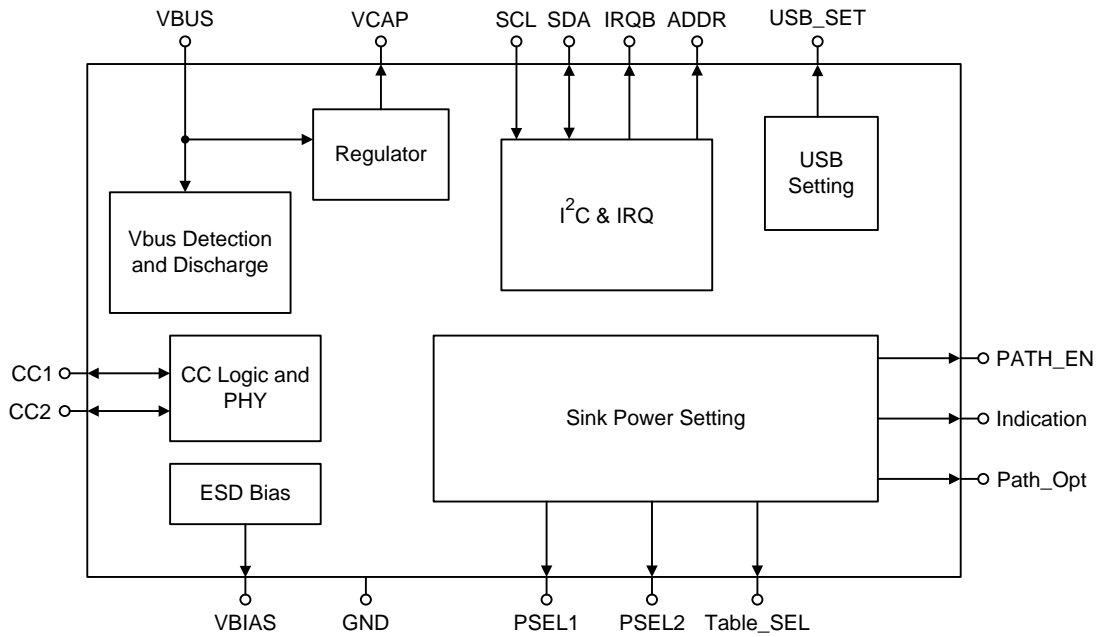 VBUS
VCAP
SCL
SDA
IRQB
ADDR
USB_SET
Regulator
Vbus Detection
and Discharge
I²C & IRQ
USB
Setting
CC1
CC2
CC Logic and
PHY
Sink Power Setting
PATH_EN
Indication
Path_Opt
ESD Bias
VBIAS
GND
PSEL1
PSEL2
Table_SEL